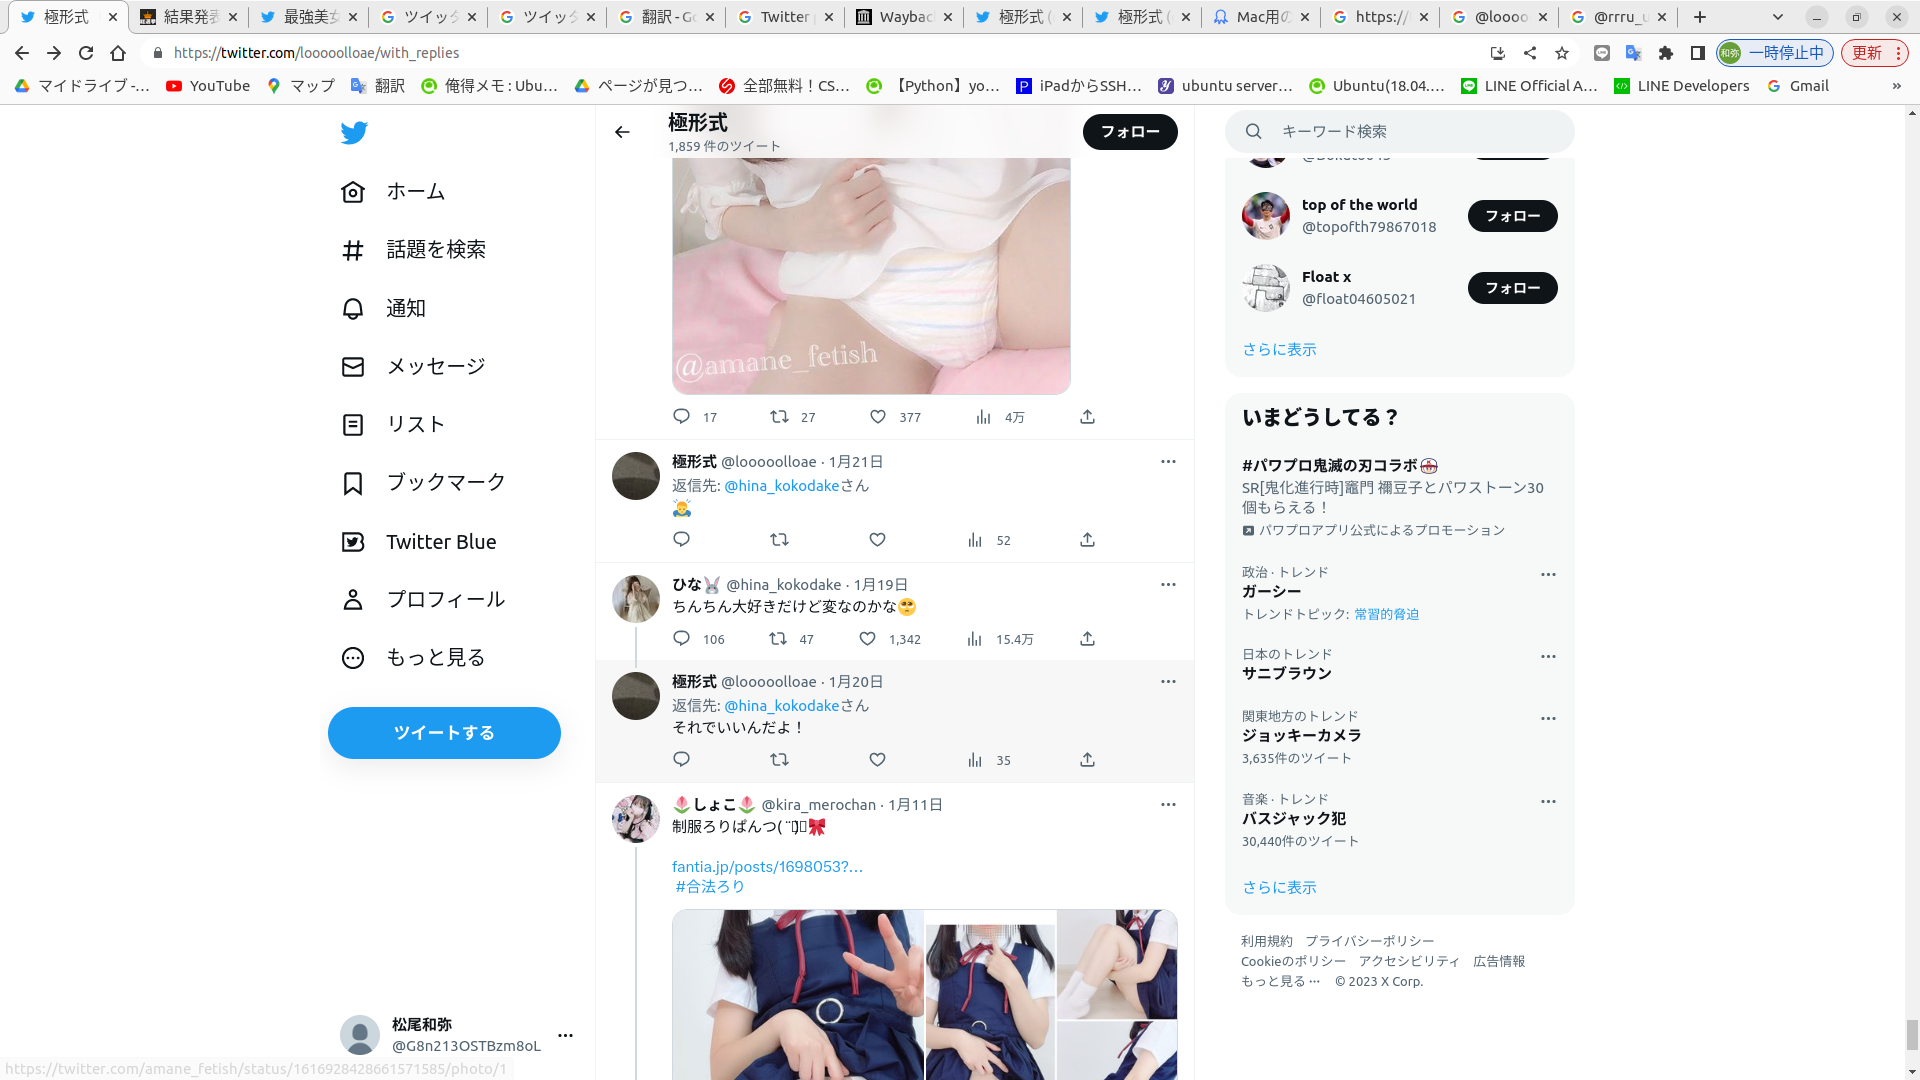 極形式
結果発表
最強美女
ツイッタ
ツイッタ
翻訳 - Go
Twitter
Wayback
極形式 (
極形式 (
Mac用の
https://
@loooo
@rrru_u
https://twitter.com/looooolloae/with_replies
和弥
一時停止中
更新
マイドライブ -…
YouTube
マップ
翻訳
俺得メモ : Ubu…
ページが見つ…
全部無料！CS…
【Python】yo…
iPadからSSH…
ubuntu server…
Ubuntu(18.04.…
LINE Official A…
LINE Developers
Gmail
»
ホーム
話題を検索
通知
メッセージ
リスト
ブックマーク
Twitter Blue
プロフィール
もっと見る
ツイートする
松尾和弥
@G8n213OSTBzm8oL
https://twitter.com/amane_fetish/status/1616928428661571585/photo/1
極形式
1,859 件のツイート
フォロー
@amane_fetish
17 27 377 4万
極形式 @looooolloae · 1月21日
返信先: @hina_kokodakeさん
52
ひな🐰 @hina_kokodake · 1月19日
ちんちん大好きだけど変なのかな🥺
106 47 1,342 15.4万
極形式 @looooolloae · 1月20日
返信先: @hina_kokodakeさん
それでいいんだよ！
35
🌷しょこ🌷 @kira_merochan · 1月11日
制服ろりぱんつ
fantia.jp/posts/1698053?…
#合法ろり
キーワード検索
top of the world
@topofth79867018
フォロー
Float x
@float04605021
フォロー
さらに表示
いまどうしてる？
#パワプロ鬼滅の刃コラボ
SR[鬼化進行時]竈門 禰豆子とパワストーン30
個もらえる！
パワプロアプリ公式によるプロモーション
政治 · トレンド
ガーシー
トレンドトピック: 常習的脅迫
日本のトレンド
サニブラウン
関東地方のトレンド
ジョッキーカメラ
3,635件のツイート
音楽 · トレンド
バスジャック犯
30,440件のツイート
さらに表示
利用規約 プライバシーポリシー
Cookieのポリシー アクセシビリティ 広告情報
もっと見る ··· © 2023 X Corp.